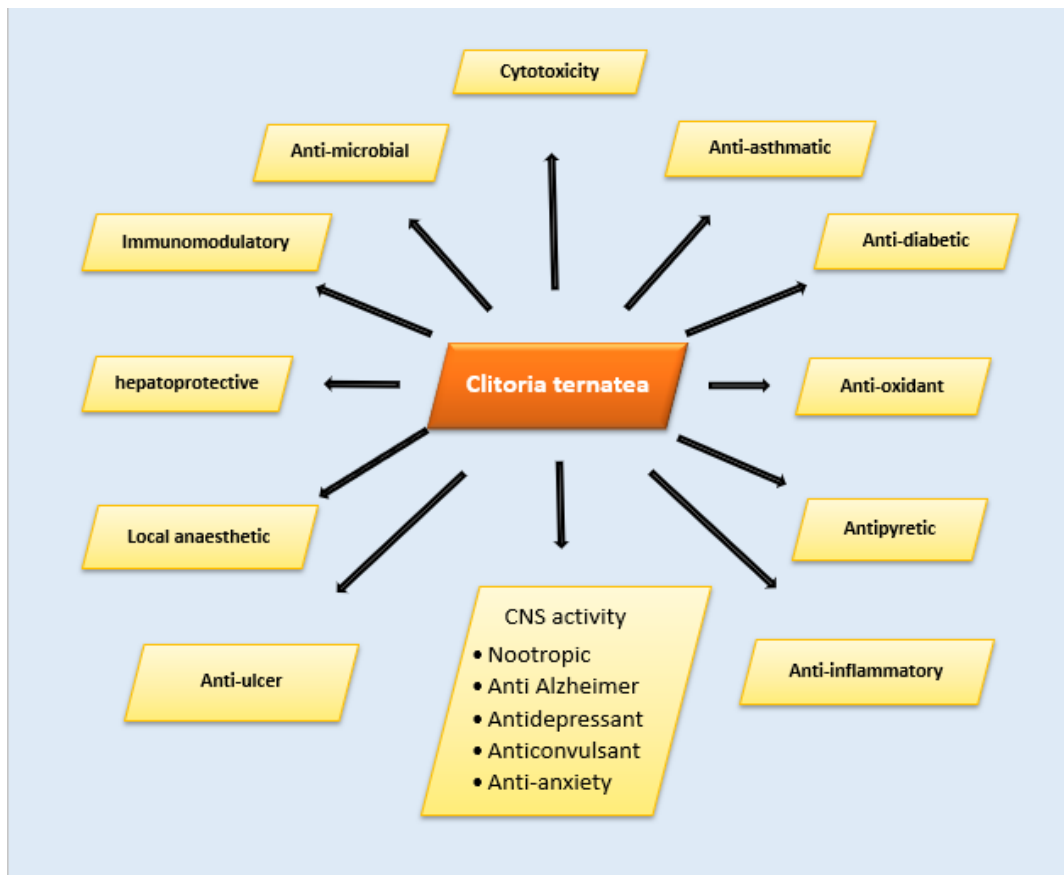 Cytotoxicity
Anti-microbial
Anti-asthmatic
Immunomodulatory
Anti-diabetic
Clitoria ternatea
hepatoprotective
Anti-oxidant
Local anaesthetic
Antipyretic
CNS activity
• Nootropic
• Anti Alzheimer
• Antidepressant
• Anticonvulsant
• Anti-anxiety
Anti-ulcer
Anti-inflammatory